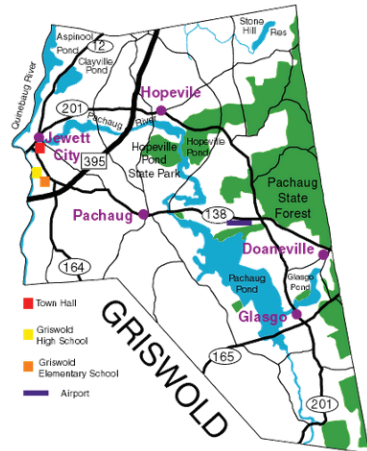 Stone
Hill
Res
Aspinool
Pond
12
Clayville
Pond
Quinebaug River
201
Hopevile
Pachaug
River
Jewett
City
395
Hopeville
Pond
State Park
Hopeville
Pond
Pachaug
State
Forest
Pachaug
138
Doaneville
164
Pachaug
Pond
Glasgo
Pond
Glasgo
Town Hall
Griswold
High School
Griswold
Elementary School
Airport
GRISWOLD
165
201